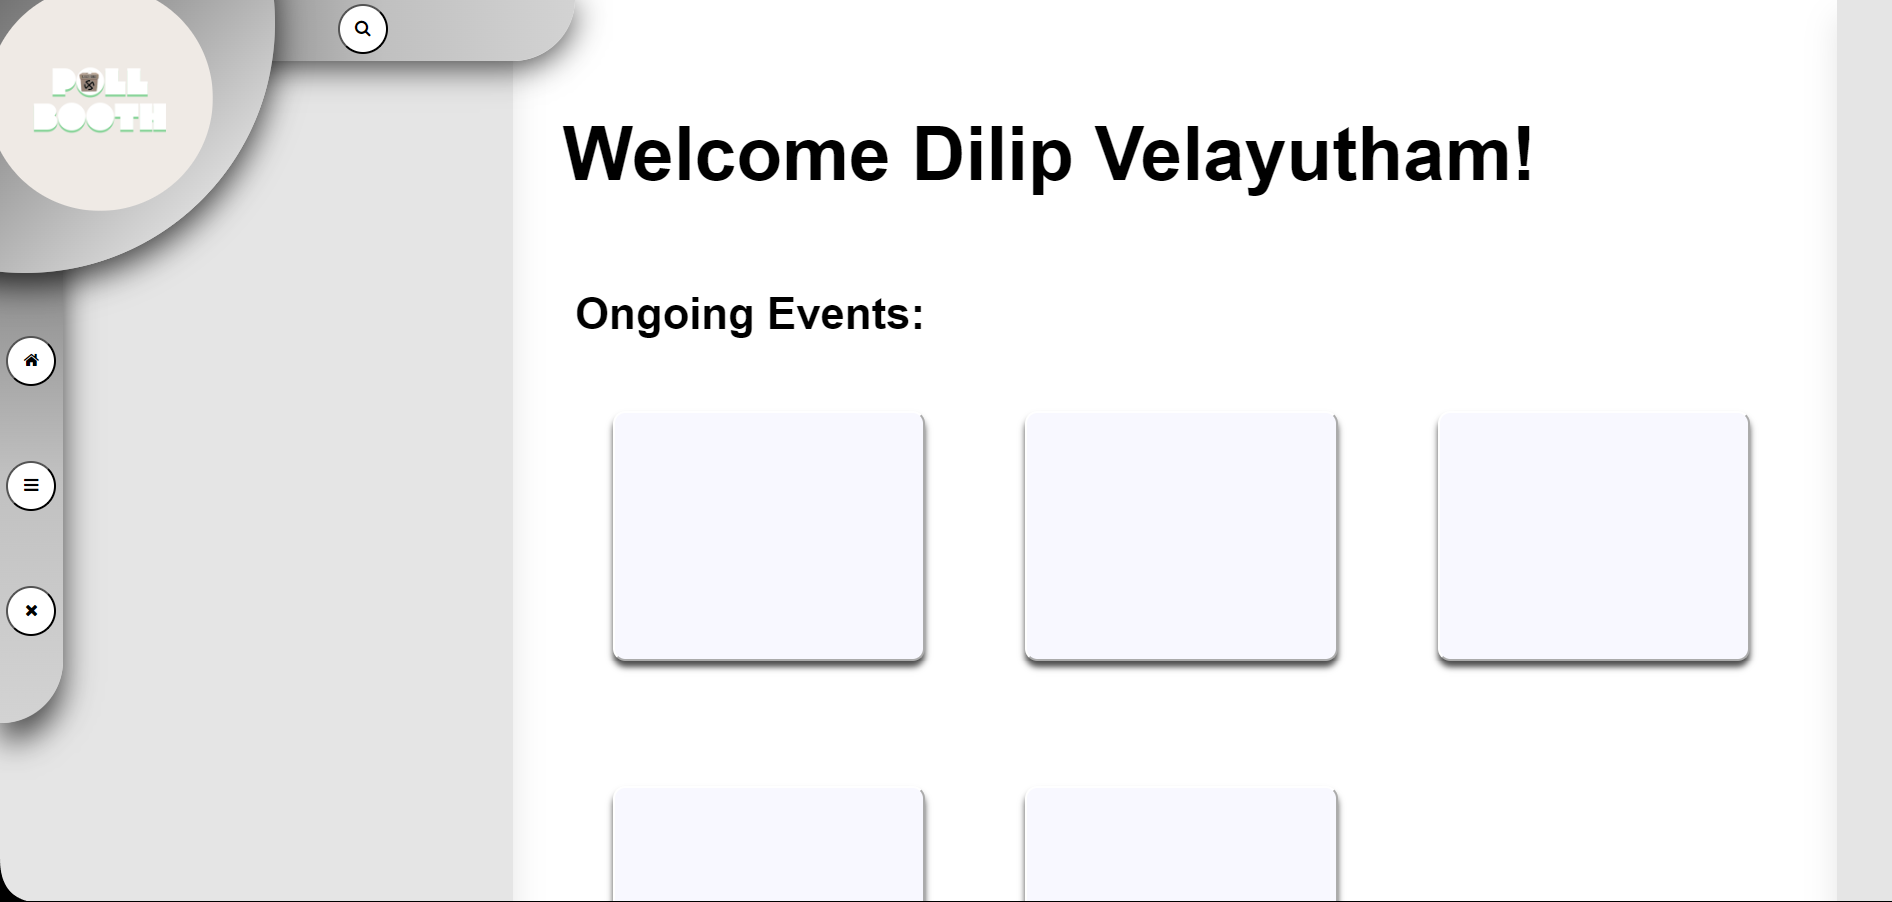 POLL
BOOTH
Welcome Dilip Velayutham!
Ongoing Events: